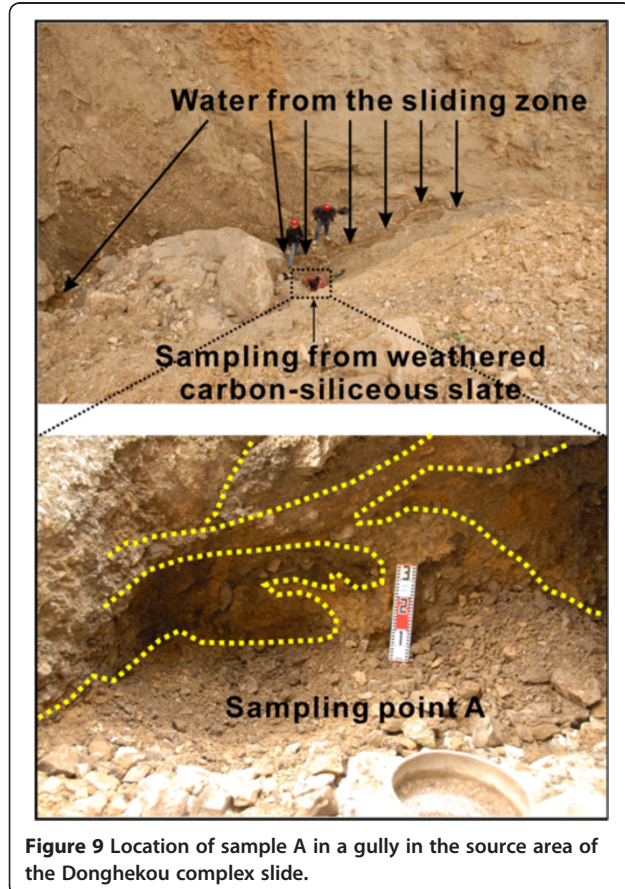 Water from the sliding zone
Sampling from weathered
carbon-siliceous slate
Sampling point A
Figure 9 Location of sample A in a gully in the source area of
the Donghekou complex slide.